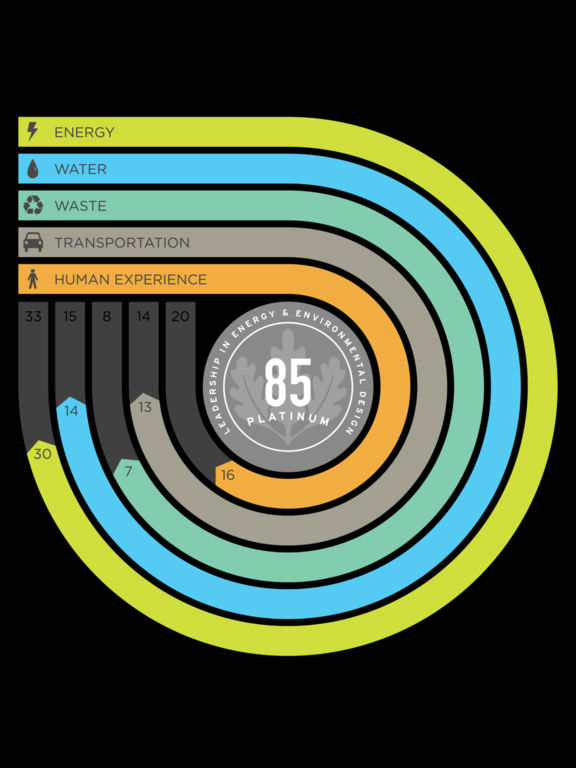 ENERGY
WATER
WASTE
TRANSPORTATION
HUMAN EXPERIENCE
33 15 8 14 20
LEADERSHIP IN ENERGY & ENVIRONMENTAL DESIGN
85
PLATINUM
14
13
30
7
16